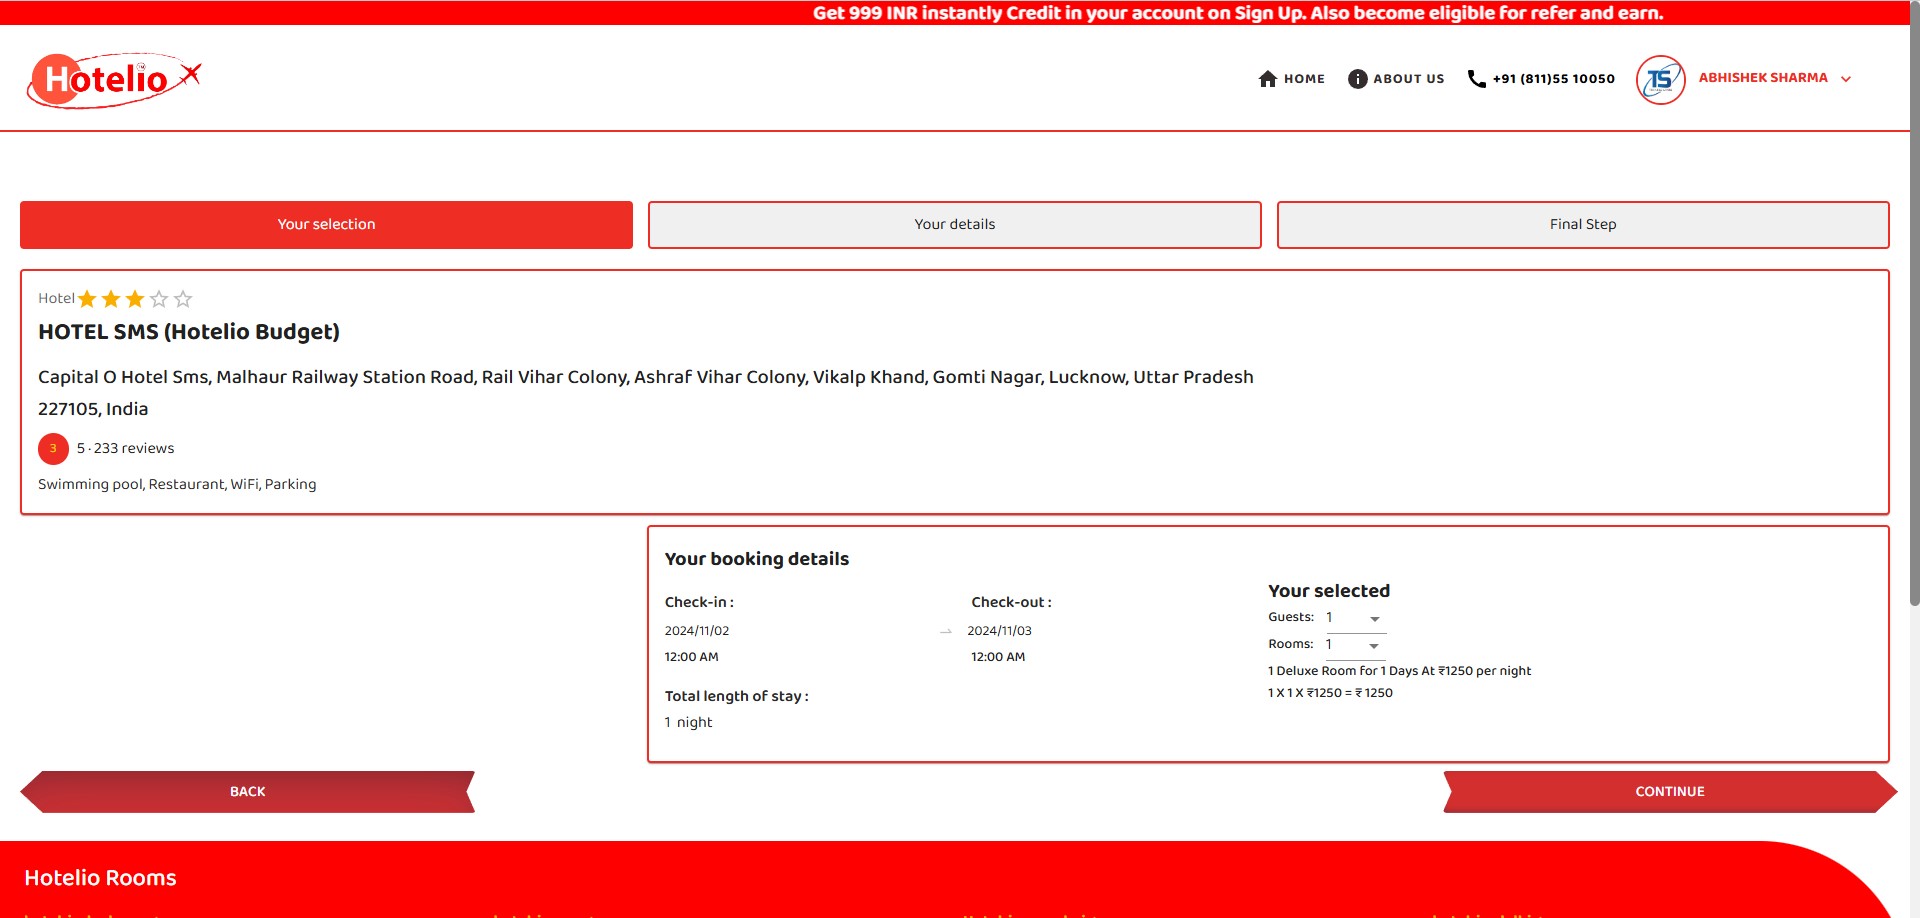 Get 999 INR instantly Credit in your account on Sign Up. Also become eligible for refer and earn.
Hotelio
HOME
ABOUT US
+91 (811)55 10050
TS
ABHISHEK SHARMA
Your selection
Your details
Final Step
Hotel
HOTEL SMS (Hotelio Budget)
Capital O Hotel Sms, Malhaur Railway Station Road, Rail Vihar Colony, Ashraf Vihar Colony, Vikalp Khand, Gomti Nagar, Lucknow, Uttar Pradesh
227105, India
3 5 · 233 reviews
Swimming pool, Restaurant, WiFi, Parking
Your booking details
Check-in :
Check-out :
2024/11/02
2024/11/03
12:00 AM
12:00 AM
Total length of stay :
1 night
Your selected
Guests: 1
Rooms: 1
1 Deluxe Room for 1 Days At ₹1250 per night
1 X 1 X ₹1250 = ₹ 1250
BACK
CONTINUE
Hotelio Rooms